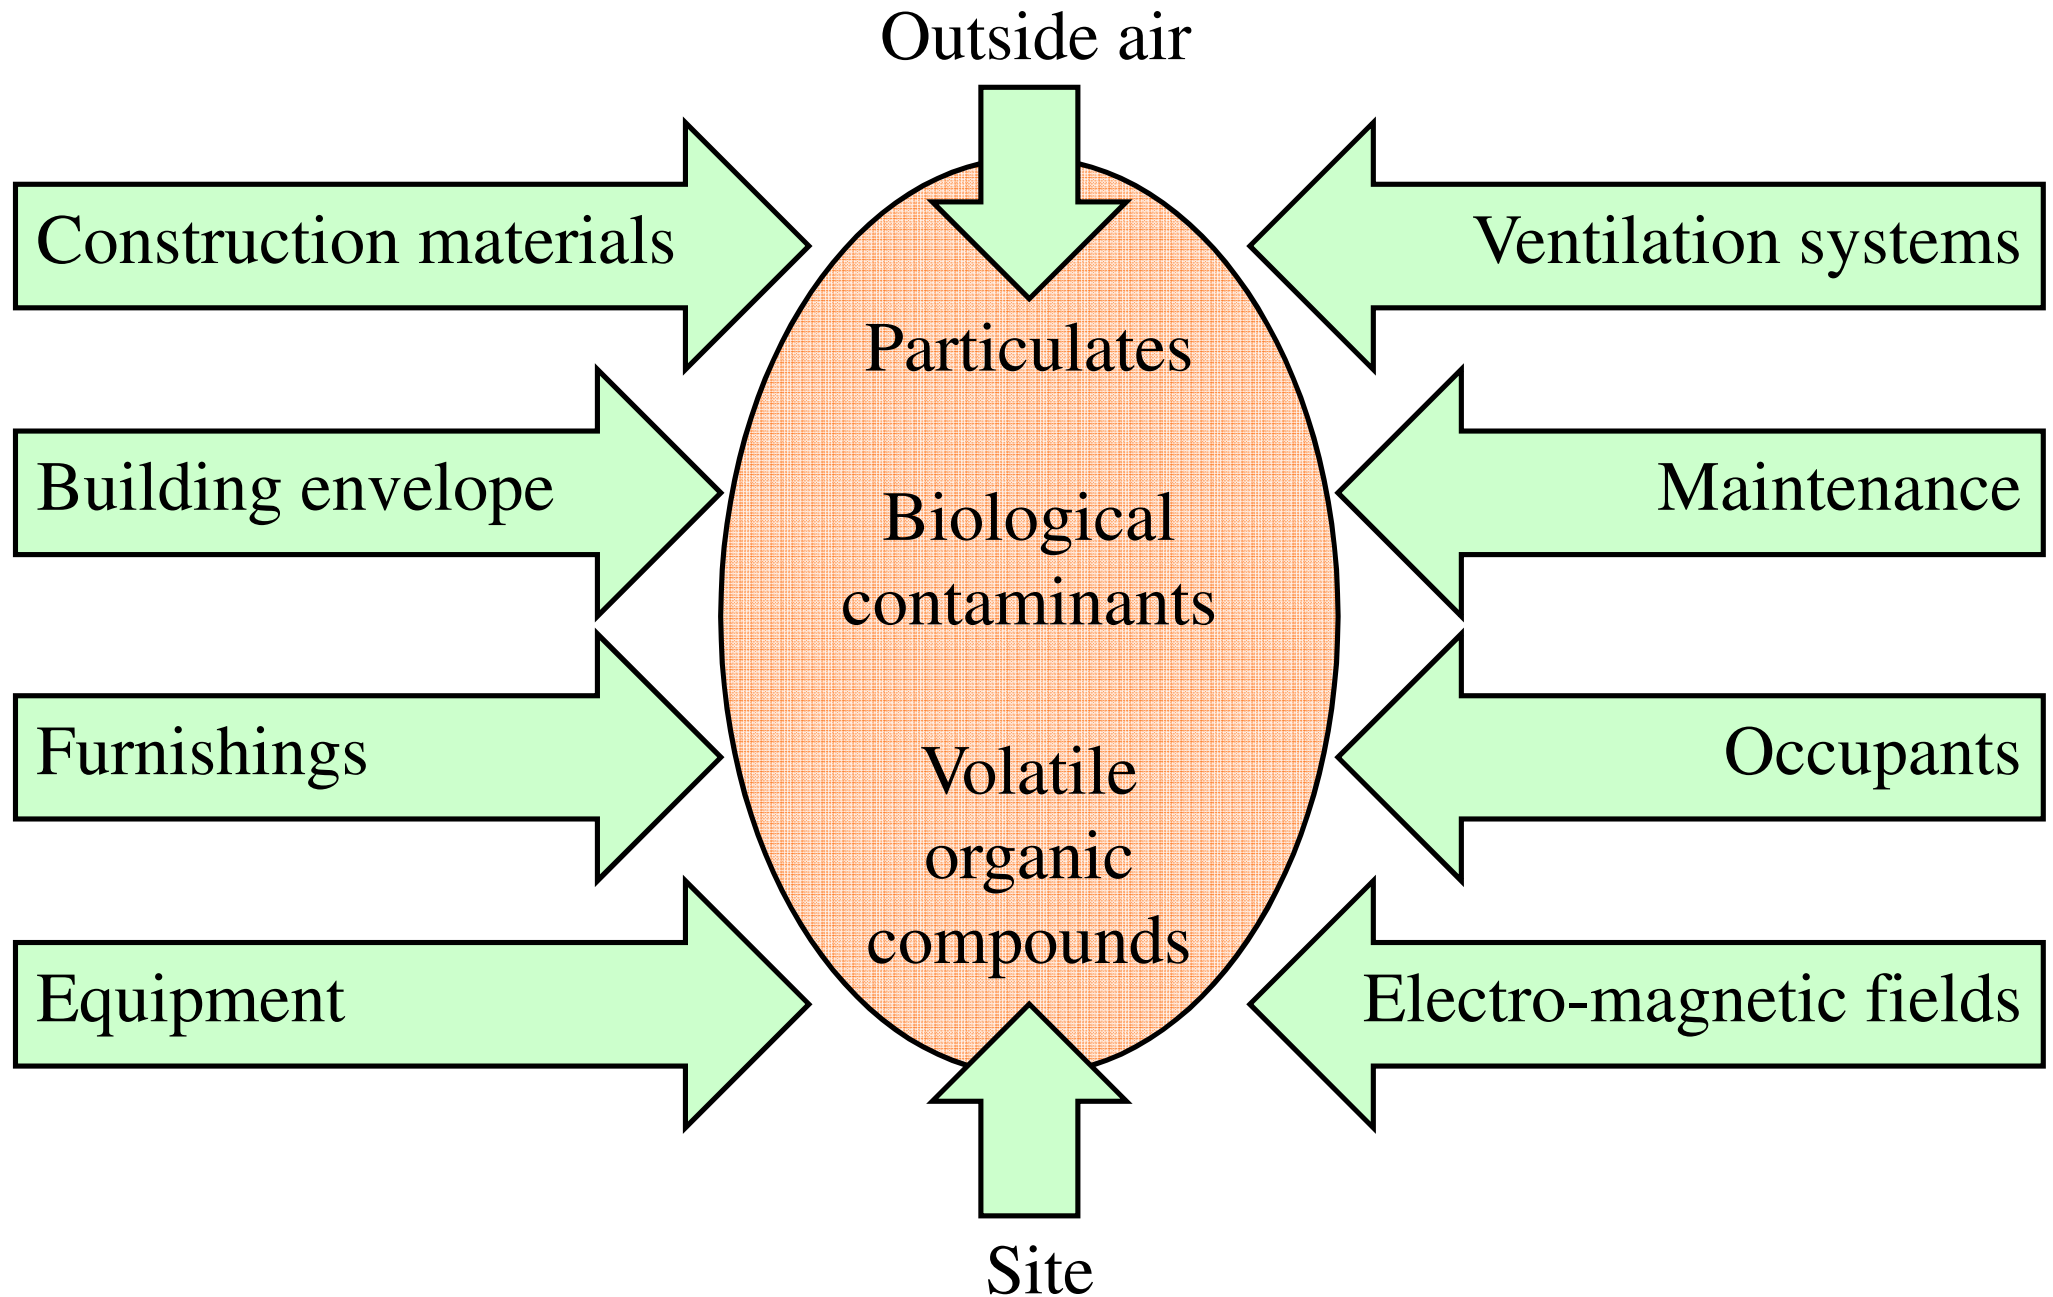 Outside air
Construction materials
Ventilation systems
Particulates
Building envelope
Biological
contaminants
Maintenance
Furnishings
Volatile
organic
compounds
Occupants
Equipment
Electro-magnetic fields
Site